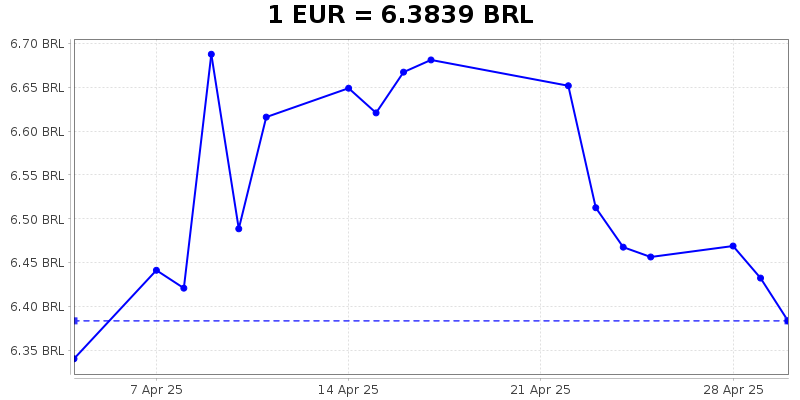 1 EUR = 6.3839 BRL
6.70 BRL
6.65 BRL
6.60 BRL
6.55 BRL
6.50 BRL
6.45 BRL
6.40 BRL
6.35 BRL
7 Apr 25
14 Apr 25
21 Apr 25
28 Apr 25